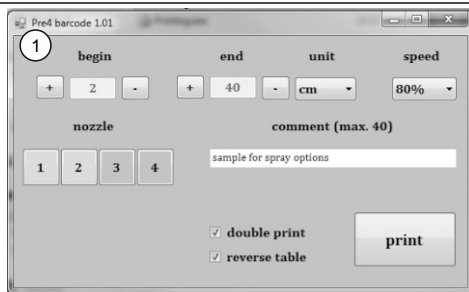 Pre4 barcode 1.01
1
begin end unit speed
+ 2 - + 40 - cm 80%
nozzle comment (max. 40)
1 2 3 4 sample for spray options
double print
reverse table
print